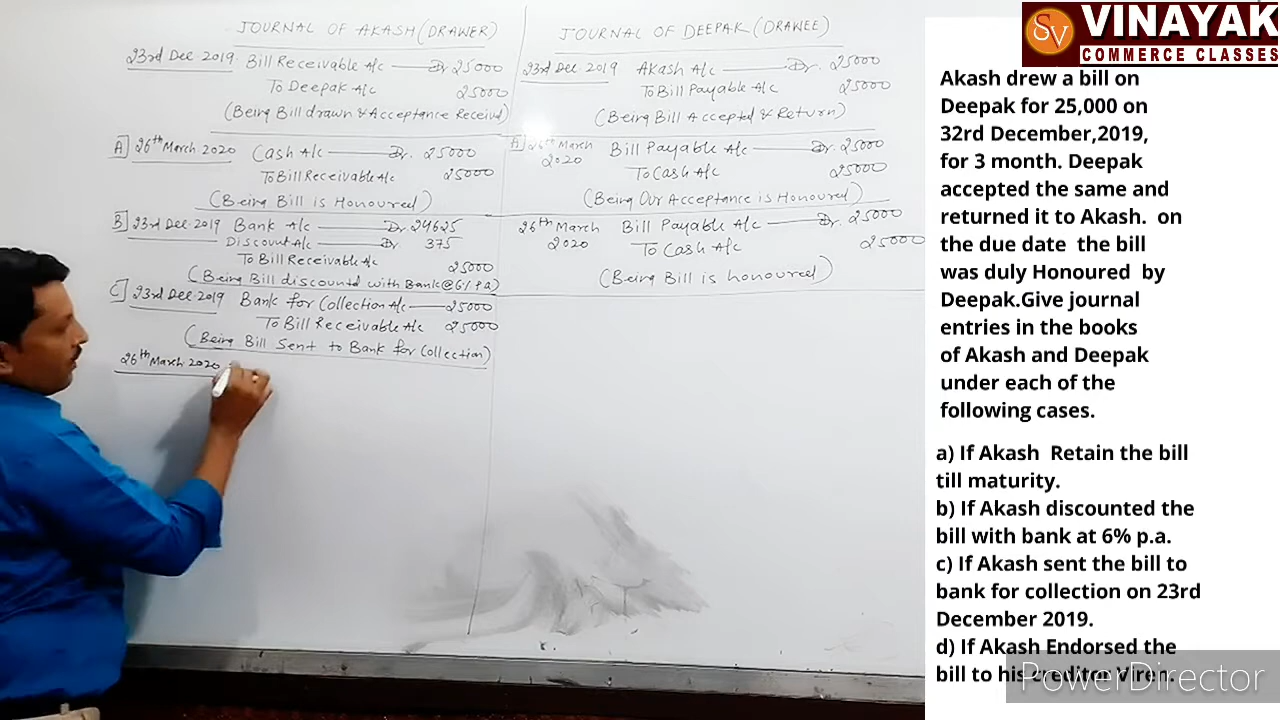 JOURNAL OF AKASH (DRAWER)
23rd Dec 2019 Bill Receivable A/c Dr 25000
To Deepak A/c 25000
(Being Bill drawn & Acceptance Received)
A] 26th March 2020 Cash A/c Dr. 25000
To Bill Receivable A/c 25000
(Being Bill is Honoured)
B] 23rd Dec 2019 Bank A/c Dr 24625
Discount A/c Dr 375
To Bill Receivable A/c 25000
(Being Bill discounted with Bank @ 6% P.a)
C] 23rd Dec 2019 Bank for Collection A/c 25000
To Bill Receivable A/c 25000
(Being Bill Sent to Bank for Collection)
26th March 2020
JOURNAL OF DEEPAK (DRAWEE)
23rd Dec 2019 Akash A/c Dr. 25000
To Bill Payable A/c 25000
(Being Bill Accepted & Return)
A] 26th March 2020 Bill Payable A/c Dr. 25000
To Cash A/c 25000
(Being Our Acceptance is Honoured)
26th March 2020 Bill Payable A/c Dr. 25000
To Cash A/c 25000
(Being Bill is honoured)
SV VINAYAK
COMMERCE CLASSES
Akash drew a bill on
Deepak for 25,000 on
32rd December,2019,
for 3 month. Deepak
accepted the same and
returned it to Akash. on
the due date the bill
was duly Honoured by
Deepak.Give journal
entries in the books
of Akash and Deepak
under each of the
following cases.
a) If Akash Retain the bill
till maturity.
b) If Akash discounted the
bill with bank at 6% p.a.
c) If Akash sent the bill to
bank for collection on 23rd
December 2019.
d) If Akash Endorsed the
bill to his creditor Viren.
PowerDirector